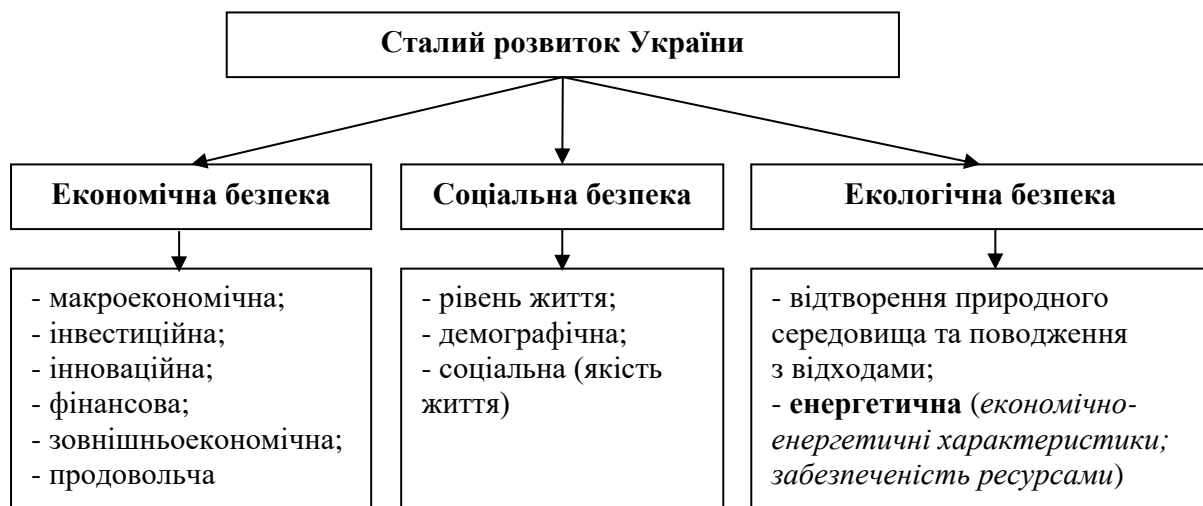 Сталий розвиток України
Економічна безпека
Соціальна безпека
Екологічна безпека
- макроекономічна;
- інвестиційна;
- інноваційна;
- фінансова;
- зовнішньоекономічна;
- продовольча
- рівень життя;
- демографічна;
- соціальна (якість
життя)
- відтворення природного
середовища та поводження
з відходами;
- енергетична (економічно-
енергетичні характеристики;
забезпеченість ресурсами)